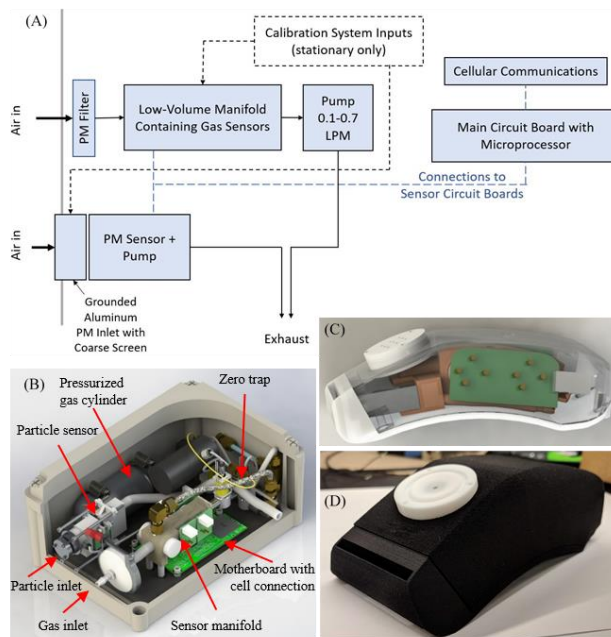 (A)
Calibration System Inputs
(stationary only)
Cellular Communications
Air in
PM Filter
Low-Volume Manifold
Containing Gas Sensors
Pump
0.1-0.7
LPM
Main Circuit Board with
Microprocessor
Connections to
Sensor Circuit Boards
Air in
PM Sensor +
Pump
Grounded
Aluminum
PM Inlet with
Coarse Screen
Exhaust
(B)
Pressurized
gas cylinder
Zero trap
Particle sensor
Particle inlet
Gas inlet
Sensor manifold
Motherboard with
cell connection
(C)
(D)